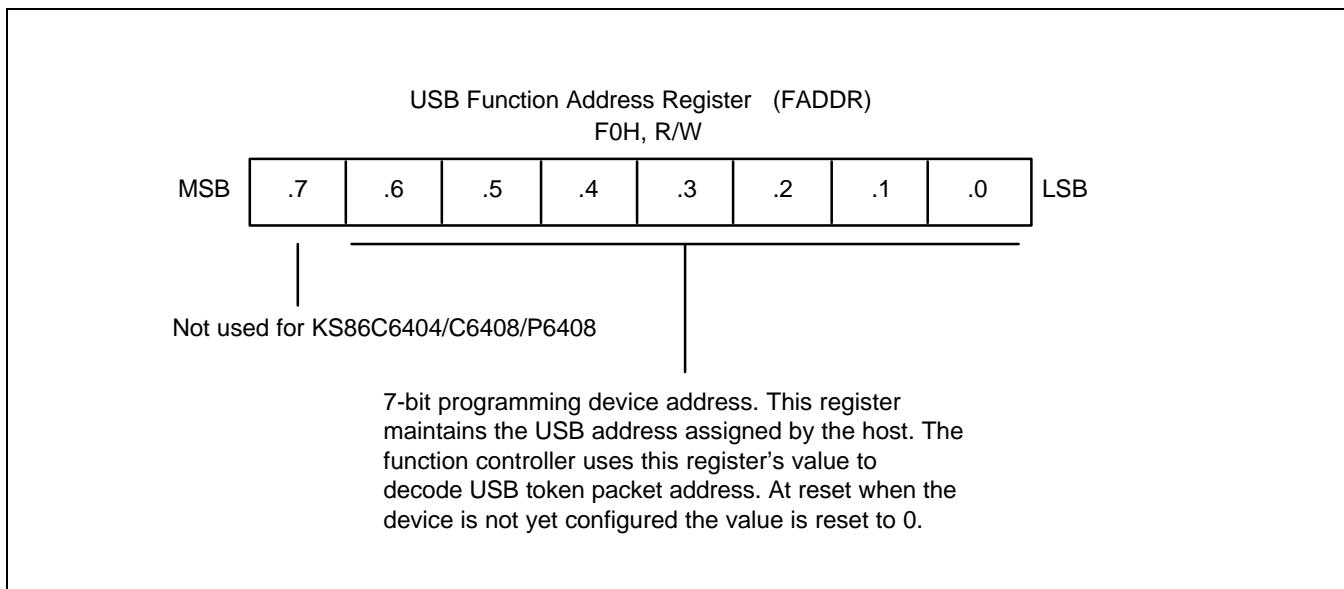 USB Function Address Register (FADDR)
F0H, R/W
MSB .7 .6 .5 .4 .3 .2 .1 .0 LSB
Not used for KS86C6404/C6408/P6408
7-bit programming device address. This register
maintains the USB address assigned by the host. The
function controller uses this register's value to
decode USB token packet address. At reset when the
device is not yet configured the value is reset to 0.